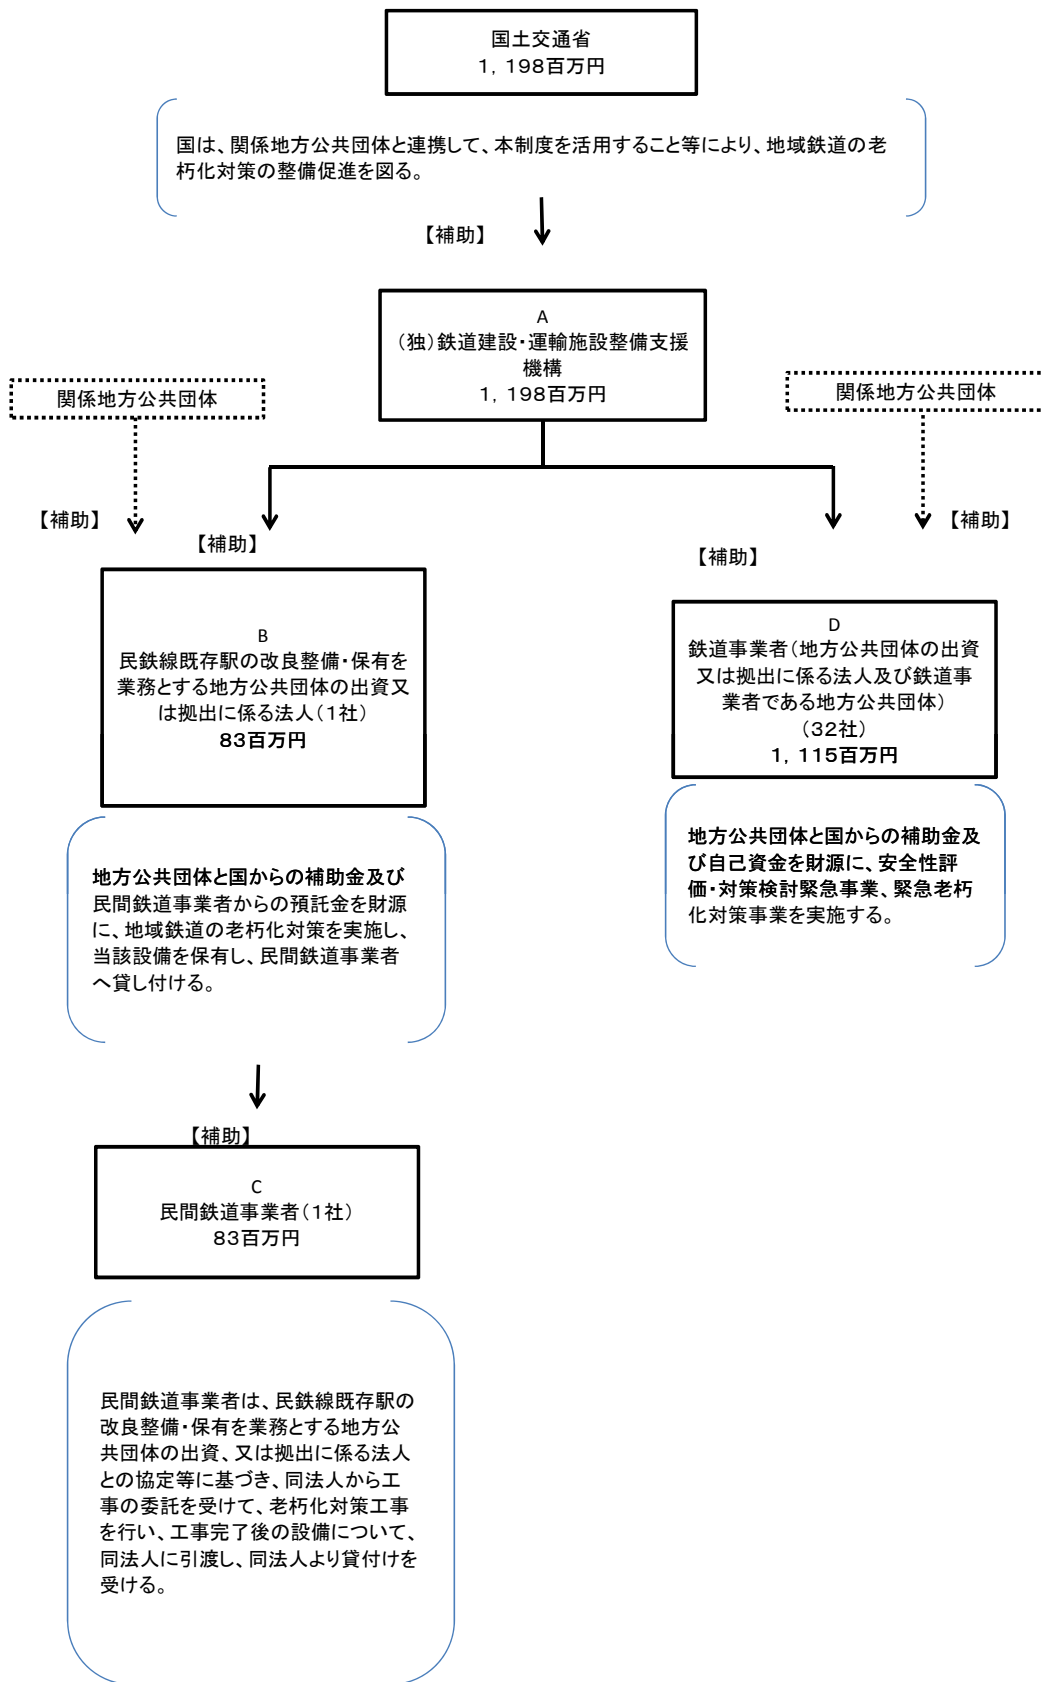 国土交通省
1，198百万円
国は、関係地方公共団体と連携して、本制度を活用すること等により、地域鉄道の老
朽化対策の整備促進を図る。
【補助】
A
（独）鉄道建設・運輸施設整備支援
機構
1，198百万円
関係地方公共団体
関係地方公共団体
【補助】
【補助】
【補助】
【補助】
B
民鉄線既存駅の改良整備・保有を
業務とする地方公共団体の出資又
は拠出に係る法人（1社）
83百万円
D
鉄道事業者（地方公共団体の出資
又は拠出に係る法人及び鉄道事
業者である地方公共団体）
（32社）
1，115百万円
地方公共団体と国からの補助金及び
民間鉄道事業者からの預託金を財源
に、地域鉄道の老朽化対策を実施し、
当該設備を保有し、民間鉄道事業者
へ貸し付ける。
地方公共団体と国からの補助金及
び自己資金を財源に、安全性評
価・対策検討緊急事業、緊急老朽
化対策事業を実施する。
【補助】
C
民間鉄道事業者（1社）
83百万円
民間鉄道事業者は、民鉄線既存駅の
改良整備・保有を業務とする地方公
共団体の出資、又は拠出に係る法人
との協定等に基づき、同法人から工
事の委託を受けて、老朽化対策工事
を行い、工事完了後の設備について、
同法人に引渡し、同法人より貸付けを
受ける。